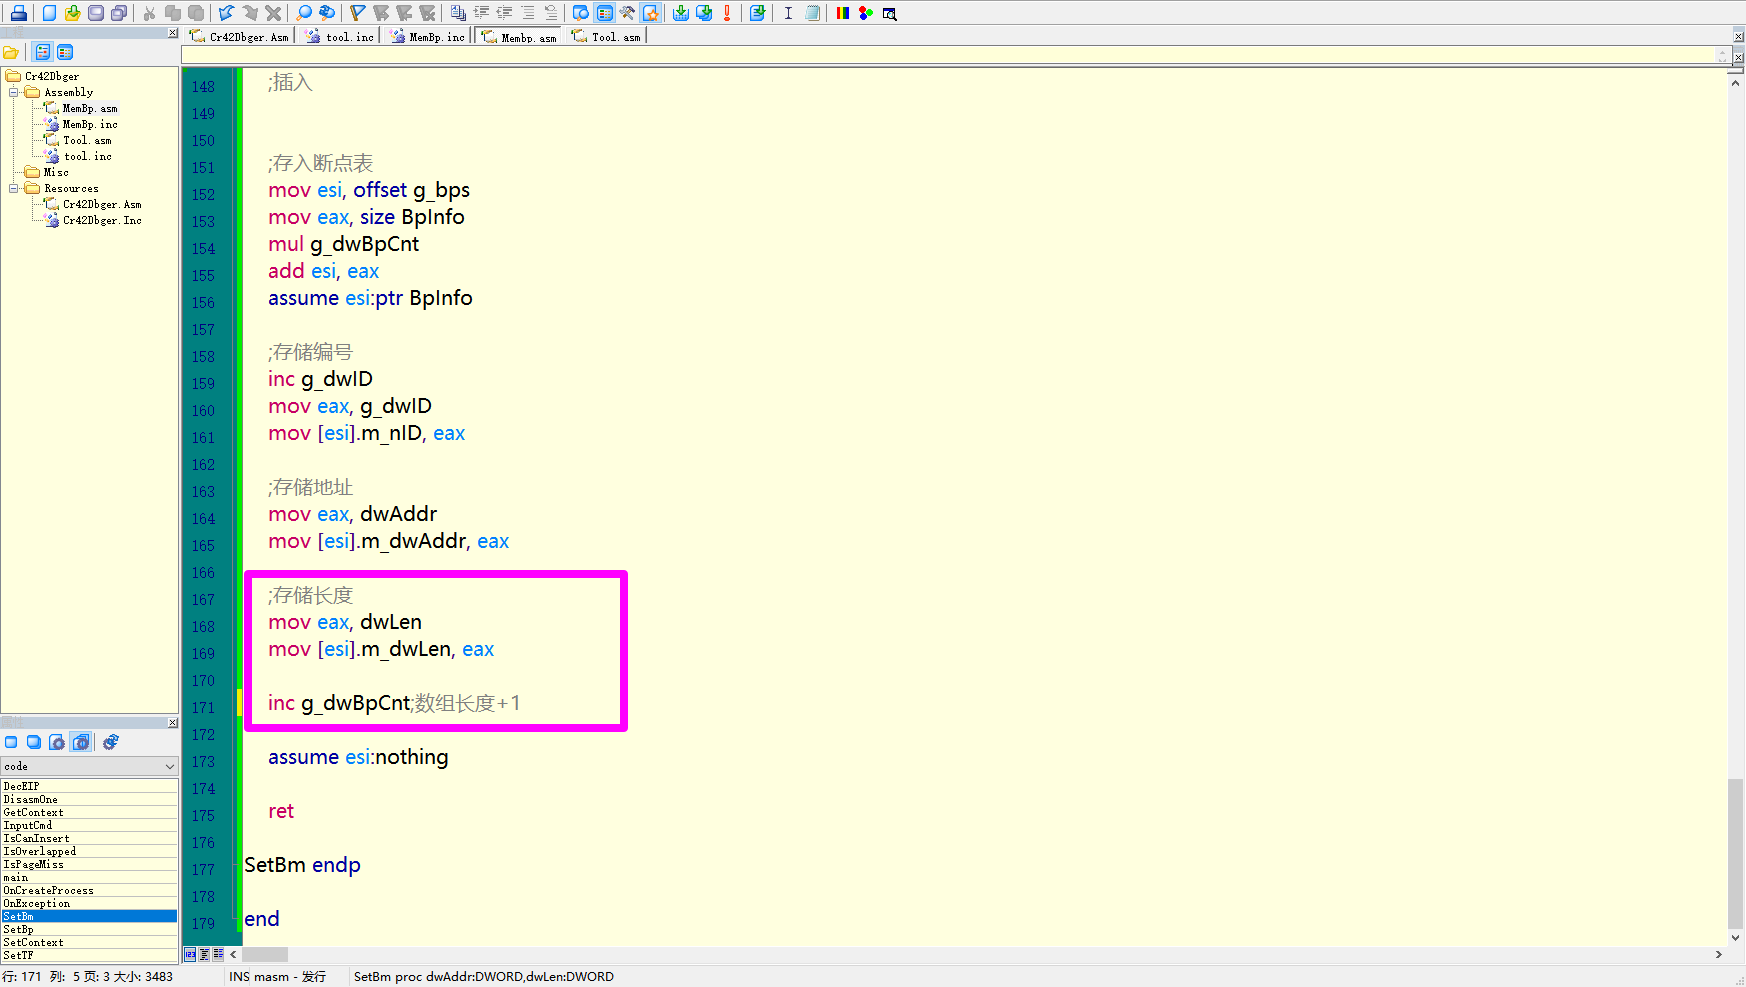 工程
Cr42Dbger.Asm
tool.inc
MemBp.inc
Membp.asm
Tool.asm
Cr42Dbger
Assembly
MemBp.asm
MemBp.inc
Tool.asm
tool.inc
Misc
Resources
Cr42Dbger.Asm
Cr42Dbger.Inc
属性
code
DecEIP
DisasmOne
GetContext
InputCmd
IsCanInsert
IsOverlapped
IsPageMiss
main
OnCreateProcess
OnException
SetBm
SetBp
SetContext
SetTF
148 ;插入
149
150
151 ;存入断点表
152 mov esi, offset g_bps
153 mov eax, size BpInfo
154 mul g_dwBpCnt
155 add esi, eax
156 assume esi:ptr BpInfo
157
158 ;存储编号
159 inc g_dwID
160 mov eax, g_dwID
161 mov [esi].m_nID, eax
162
163 ;存储地址
164 mov eax, dwAddr
165 mov [esi].m_dwAddr, eax
166
167 ;存储长度
168 mov eax, dwLen
169 mov [esi].m_dwLen, eax
170
171 inc g_dwBpCnt;数组长度+1
172
173 assume esi:nothing
174
175 ret
176
177 SetBm endp
178
179 end
行: 171 列: 5 页: 3 大小: 3483
INS masm - 发行
SetBm proc dwAddr:DWORD,dwLen:DWORD